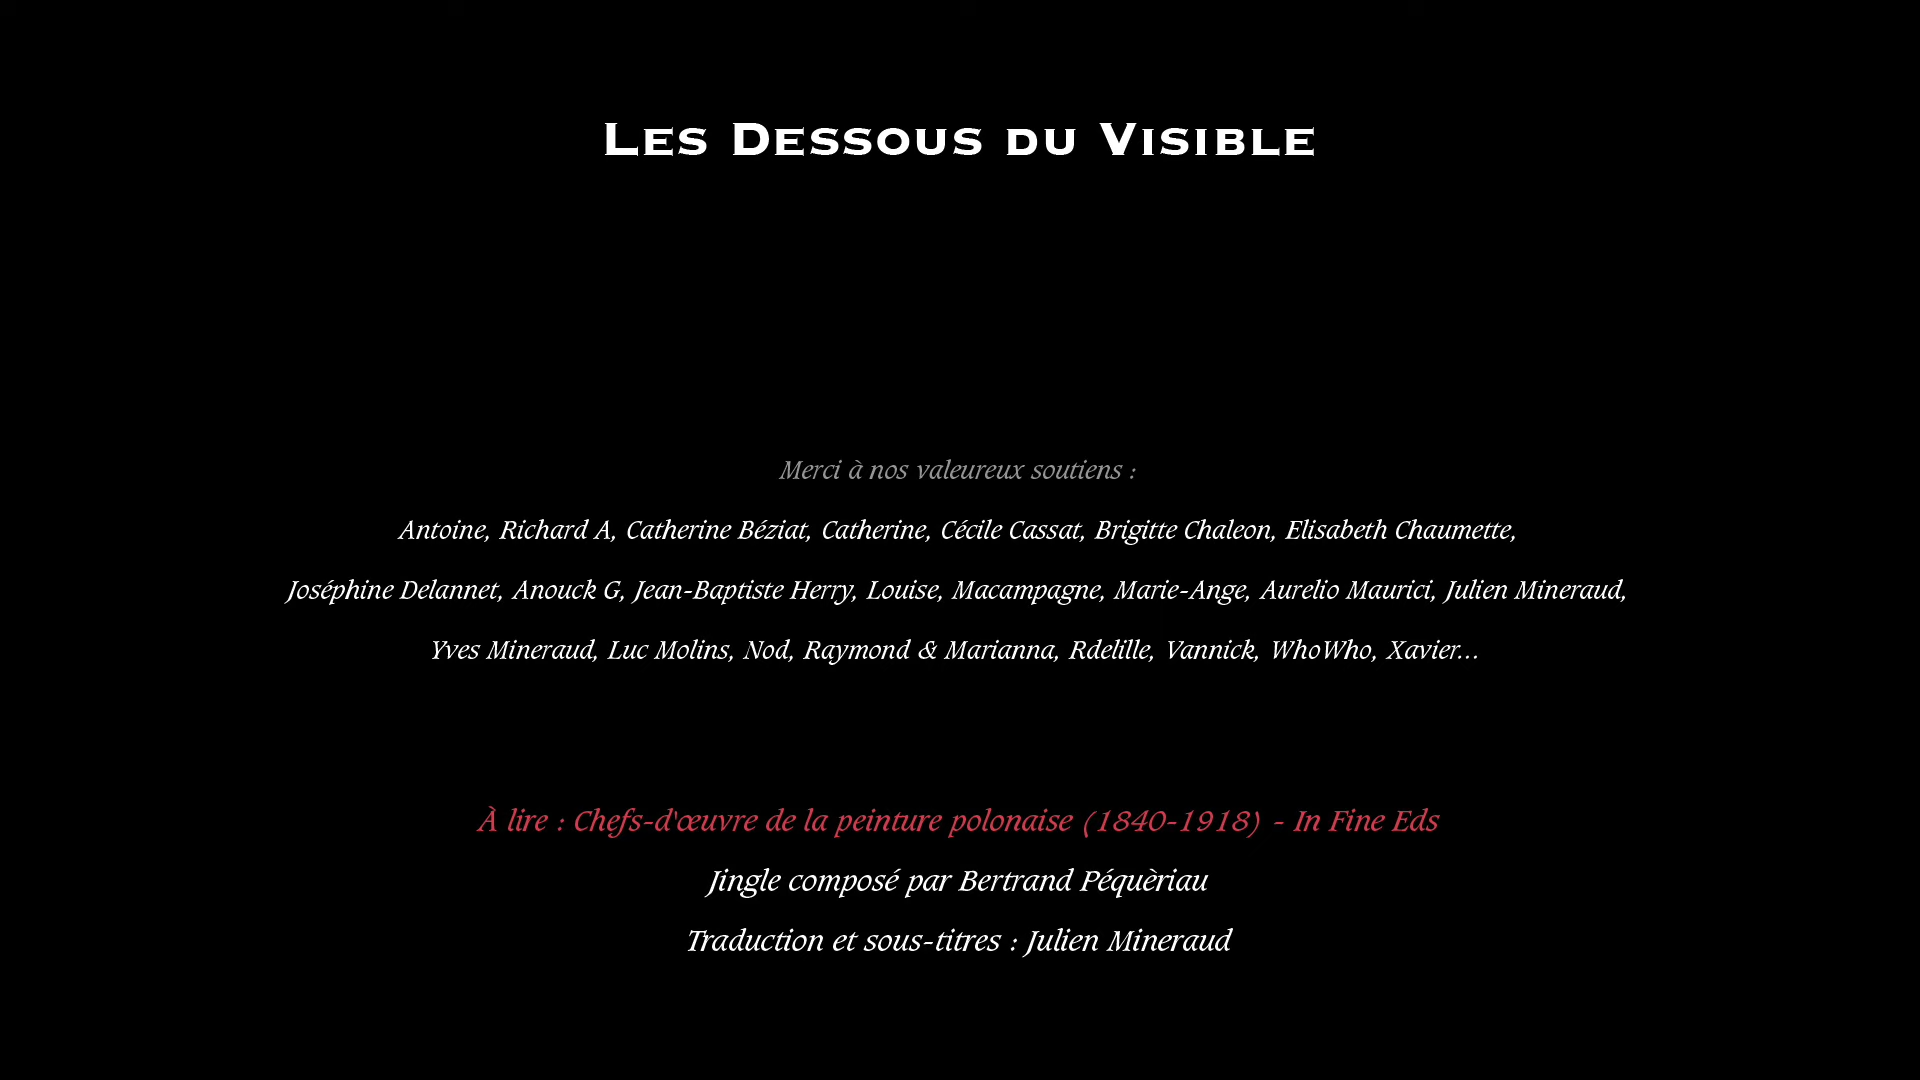 Les Dessous du Visible
Merci à nos valeureux soutiens :
Antoine, Richard A, Catherine Béziat, Catherine, Cécile Cassat, Brigitte Chaleon, Elisabeth Chaumette,
Joséphine Delannet, Anouck G, Jean-Baptiste Herry, Louise, Macampagne, Marie-Ange, Aurelio Maurici, Julien Mineraud,
Yves Mineraud, Luc Molins, Nod, Raymond & Marianna, Rdelille, Vannick, WhoWho, Xavier...
À lire : Chefs-d'œuvre de la peinture polonaise (1840-1918) - In Fine Eds
Jingle composé par Bertrand Péquèriau
Traduction et sous-titres : Julien Mineraud